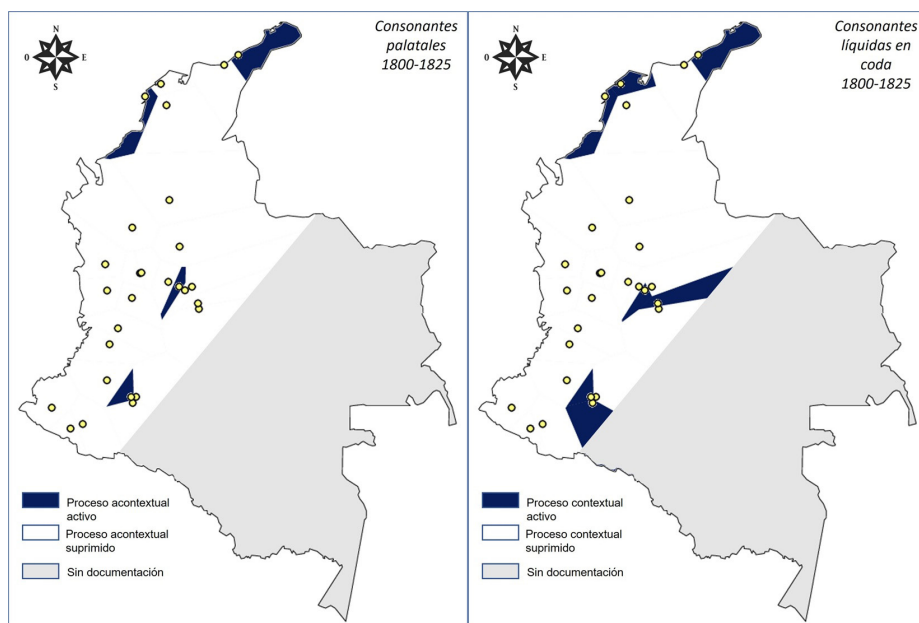 Consonantes
palatales
1800-1825
N
O
E
S
Proceso acontextual
activo
Proceso acontextual
suprimido
Sin documentación
Consonantes
líquidas en
coda
1800-1825
N
O
E
S
Proceso contextual
activo
Proceso contextual
suprimido
Sin documentación